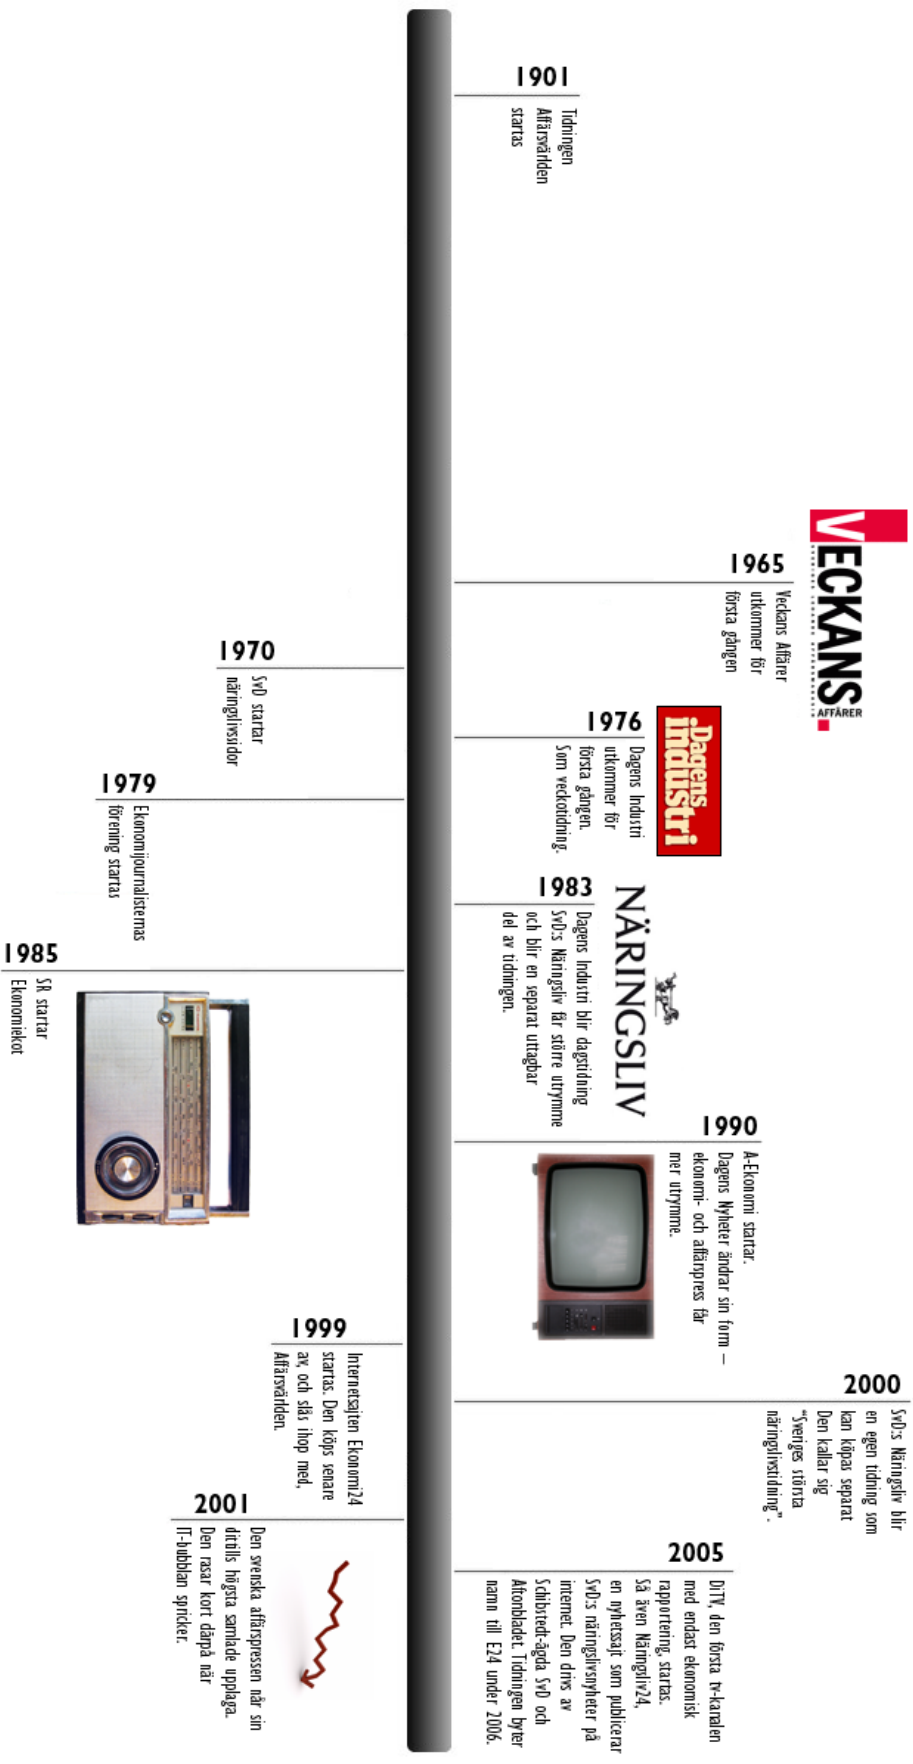 1901
Tidningen
Affärsvärlden
startas
VECKANS
AFFÄRER
1965
Veckans Affärer
utkommer för
första gången
1970
SvD startar
näringslivssidor
Dagens
industri
1976
Dagens Industri
utkommer för
första gången.
Som veckotidning.
1979
Ekonomijournalisternas
förening startas
NÄRINGSLIV
1983
Dagens Industri blir dagstidning
SvD:s Näringsliv får större utrymme
och blir en separat uttagbar
del av tidningen.
1985
SR startar
Ekonomiekot
1990
A-Ekonomi startar.
Dagens Nyheter ändrar sin form –
ekonomi- och affärspress får
mer utrymme.
1999
Internetsajten Ekonomi24
startas. Den köps senare
av, och slås ihop med,
Affärsvärlden.
2000
SvD:s Näringsliv blir
en egen tidning som
kan köpas separat
Den kallar sig
“Sveriges största
näringslivstidning”.
2001
Den svenska affärspressen når sin
dittills högsta samlade upplaga.
Den rasar kort därpå när
IT-bubblan spricker.
2005
DiTV, den första tv-kanalen
med endast ekonomisk
rapportering, startas.
Så även Näringsliv24,
en nyhetssajt som publicerar
SvD:s näringslivsnyheter på
internet. Den drivs av
Schibstedt-ägda SvD och
Aftonbladet. Tidningen byter
namn till E24 under 2006.